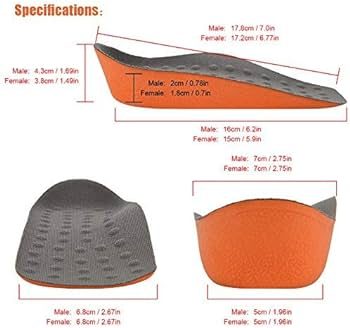 Specifications:
Male: 17.8cm / 7.0in
Female: 17.2cm / 6.77in
Male: 4.3cm / 1.69in
Female: 3.8cm / 1.49in
Male: 2cm / 0.78in
Female: 1.8cm / 0.7in
Male: 16cm / 6.2in
Female: 15cm / 5.9in
Male: 7cm / 2.75in
Female: 7cm / 2.75in
Male: 6.8cm / 2.67in
Female: 6.8cm / 2.67in
Male: 5cm / 1.96in
Female: 5cm / 1.96in